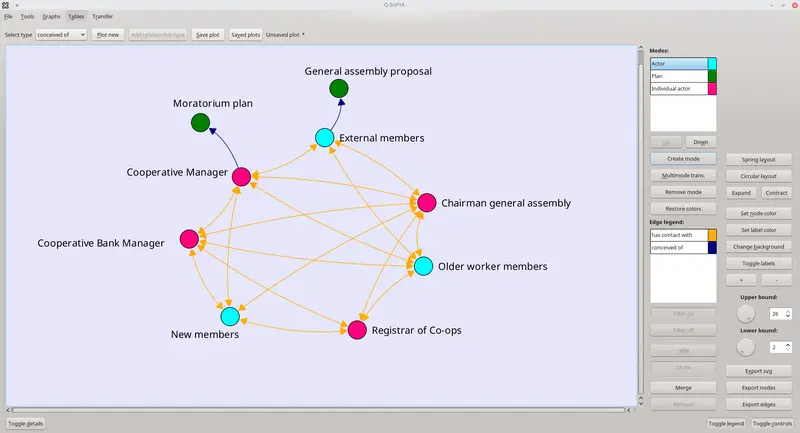 Q-SoPrA
File Tools Graphs Tables Transfer
Select type conceived of Plot new Add relationship type Save plot Saved plots Unsaved plot *
General assembly proposal
Moratorium plan
External members
Cooperative Manager
Chairman general assembly
Cooperative Bank Manager
Older worker members
New members
Registrar of Co-ops
Modes:
Actor
Plan
Individual actor
Up Down
Create mode
Multimode trans.
Remove mode
Restore colors
Edge legend:
has contact with
conceived of
Filter on
Filter off
Hide
Show
Merge
Remove
Spring layout
Circular layout
Expand Contract
Set node color
Set label color
Change background
Toggle labels
+ -
Upper bound:
26
Lower bound:
2
Export svg
Export nodes
Export edges
Toggle details Toggle legend Toggle controls